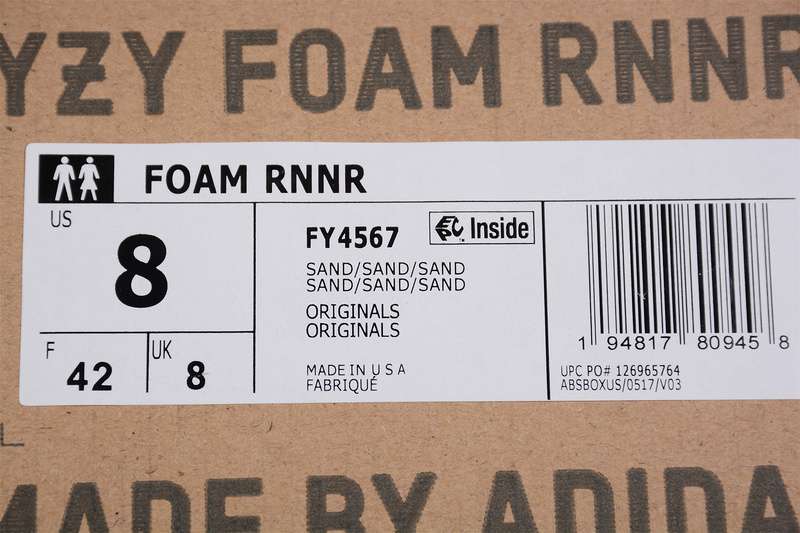 YZY FOAM RNNR
FOAM RNNR
US
8
F
42
UK
8
FY4567
EPC Inside
SAND/SAND/SAND
SAND/SAND/SAND
ORIGINALS
ORIGINALS
MADE IN U S A
FABRIQUÉ
1 94817 80945 8
UPC PO# 126965764
ABSBOXUS/0517/V03
MADE BY ADIDA